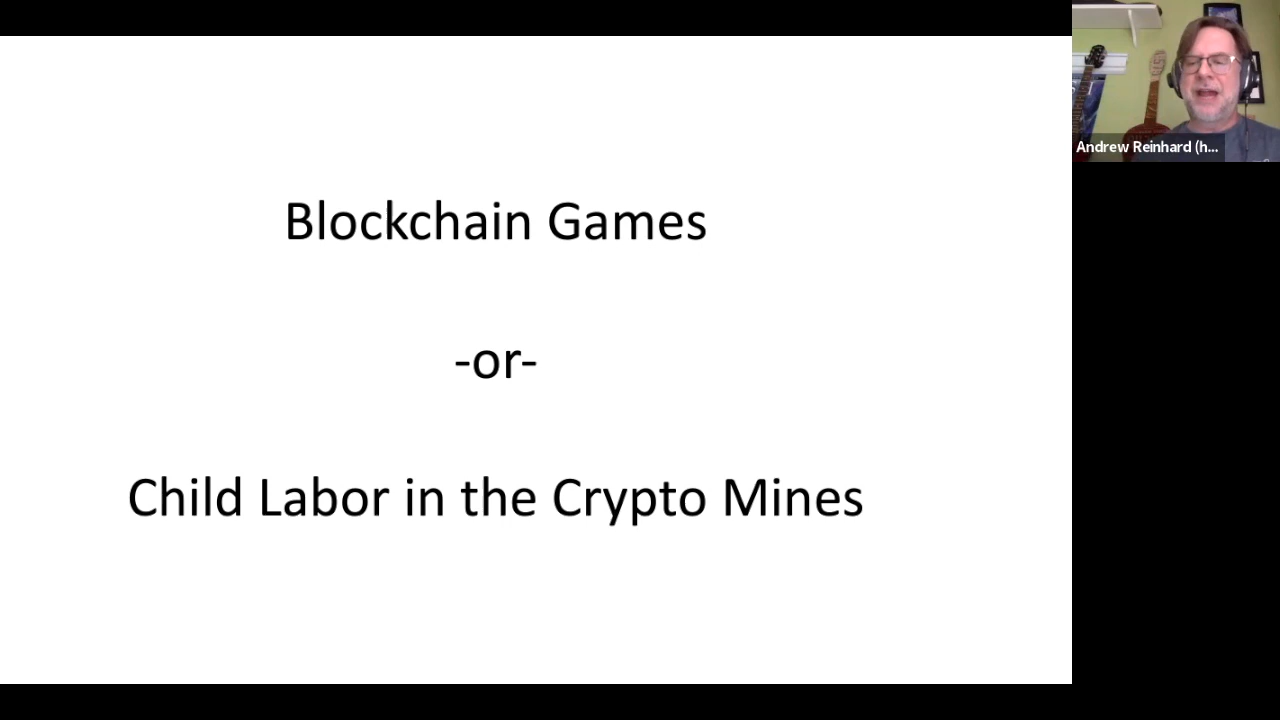 Blockchain Games
-or-
Child Labor in the Crypto Mines
Andrew Reinhard (h...